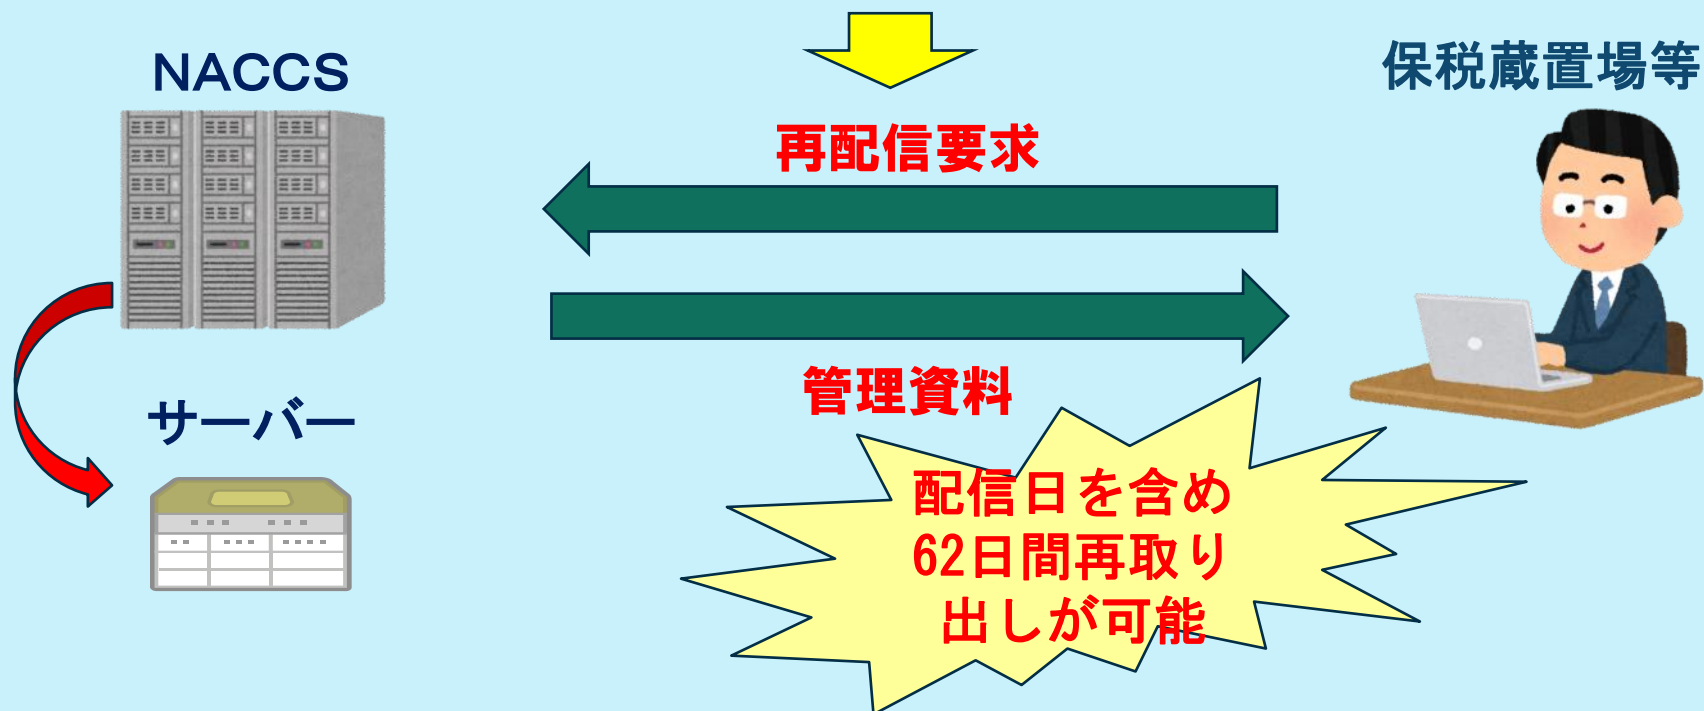 NACCS
保税蔵置場等
再配信要求
管理資料
サーバー
配信日を含め
62日間再取り
出しが可能